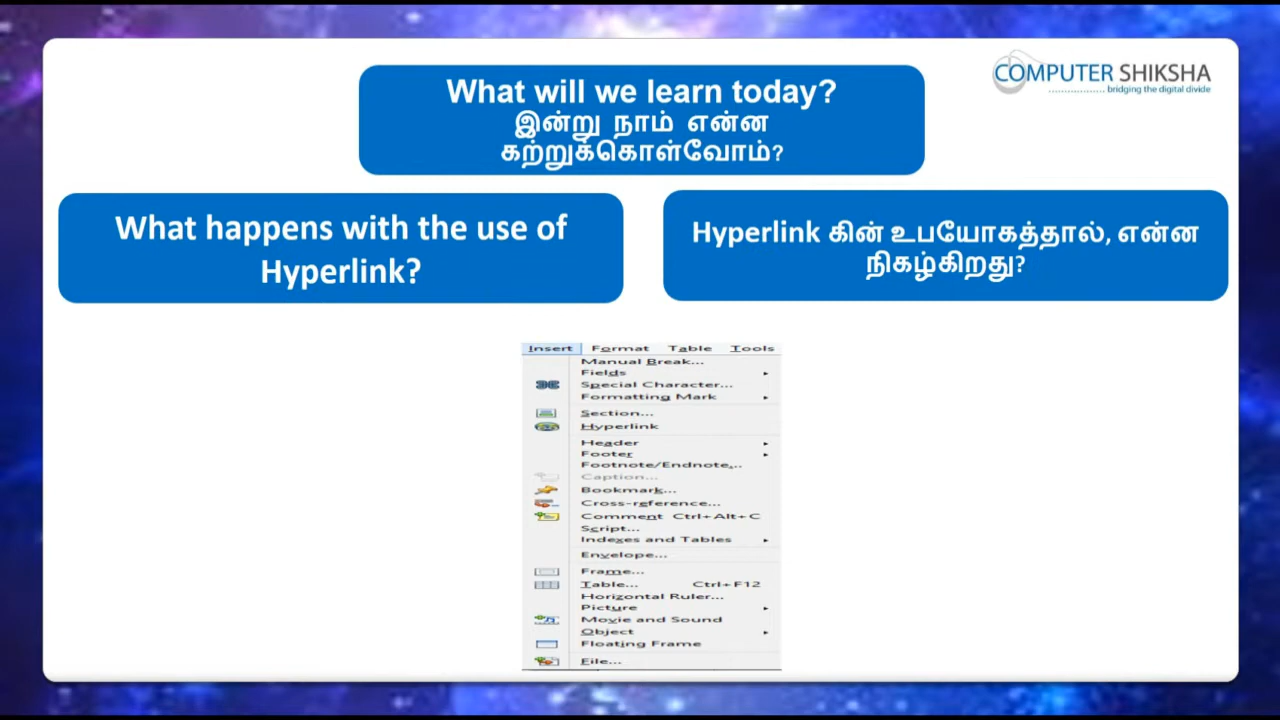 COMPUTER SHIKSHA
bridging the digital divide
What will we learn today?
இன்று நாம் என்ன
கற்றுக்கொள்வோம்?
What happens with the use of
Hyperlink?
Hyperlink கின் உபயோகத்தால், என்ன
நிகழ்கிறது?
Insert Format Table Tools
Manual Break...
Fields
Special Character...
Formatting Mark
Section...
Hyperlink
Header
Footer
Footnote/Endnote...
Caption...
Bookmark...
Cross-reference...
Comment Ctrl+Alt+C
Script...
Indexes and Tables
Envelope...
Frame...
Table... Ctrl+F12
Horizontal Ruler...
Picture
Movie and Sound
Object
Floating Frame
File...